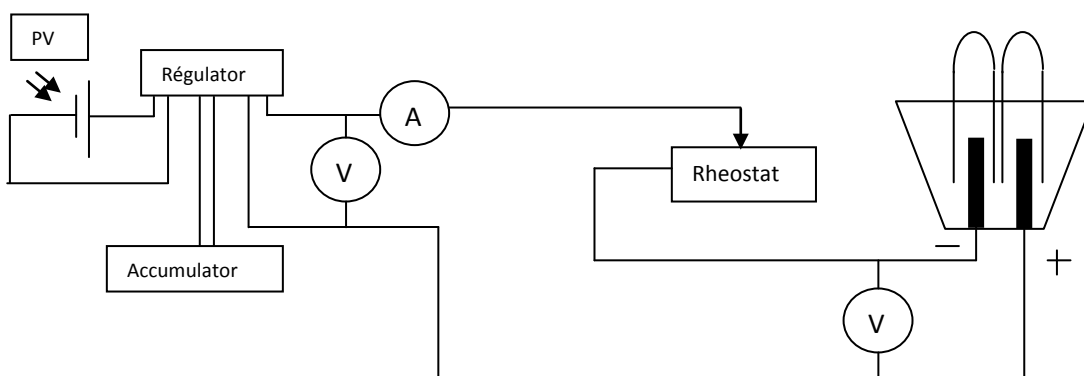 PV
Régulator
A
V
Rheostat
Accumulator
−
+
V